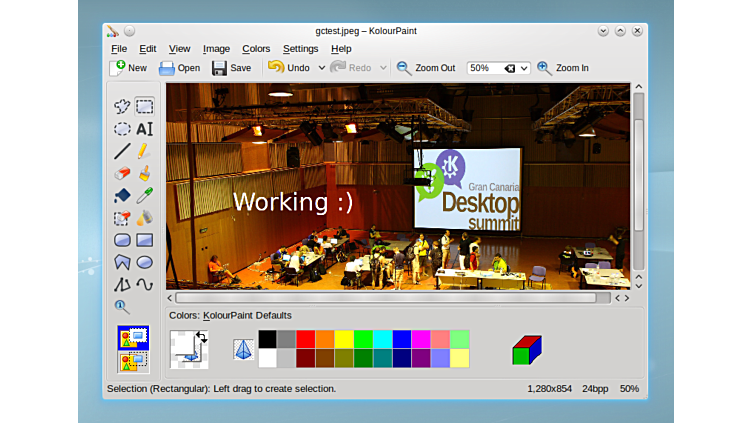 gctest.jpeg – KolourPaint
File Edit View Image Colors Settings Help
New Open Save Undo Redo Zoom Out 50% Zoom In
AI
Working :)
Gran Canaria
Desktop
summit
Colors: KolourPaint Defaults
Selection (Rectangular): Left drag to create selection. 1,280x854 24bpp 50%